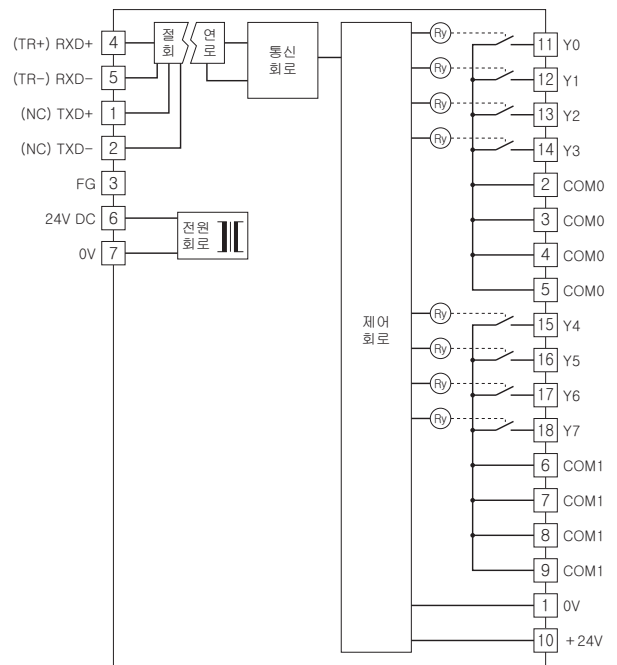 (TR+) RXD+ 4
(TR-) RXD- 5
(NC) TXD+ 1
(NC) TXD- 2
FG 3
24V DC 6
0V 7
절 연
회 로
통신
회로
전원
회로
제어
회로
Ry 11 Y0
Ry 12 Y1
Ry 13 Y2
Ry 14 Y3
2 COM0
3 COM0
4 COM0
5 COM0
Ry 15 Y4
Ry 16 Y5
Ry 17 Y6
Ry 18 Y7
6 COM1
7 COM1
8 COM1
9 COM1
1 0V
10 +24V